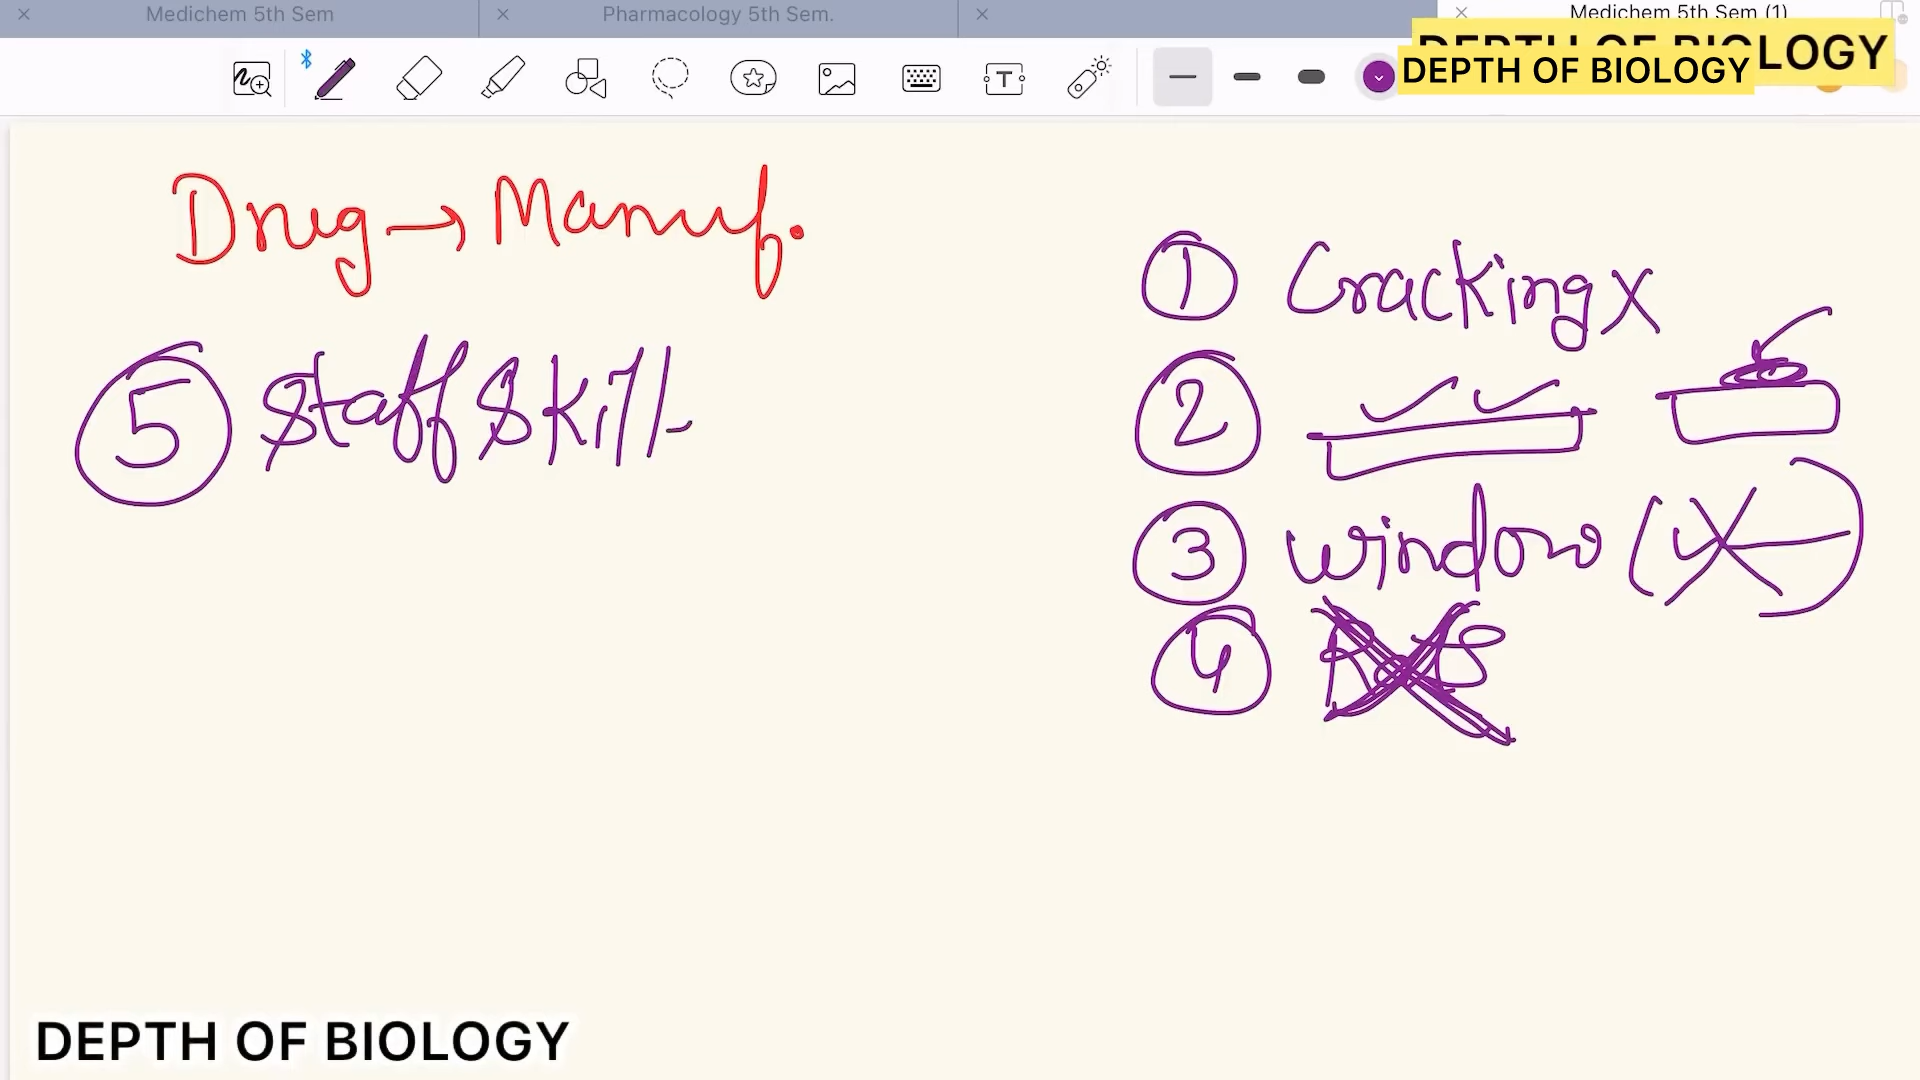 Medichem 5th Sem
Pharmacology 5th Sem.
Medichem 5th Sem (1)
DEPTH OF BIOLOGY
DEPTH OF BIOLOGY
Drug → Manuf.
① Cracking X
②
③ window (X)
④
⑤ Staff Skill
DEPTH OF BIOLOGY